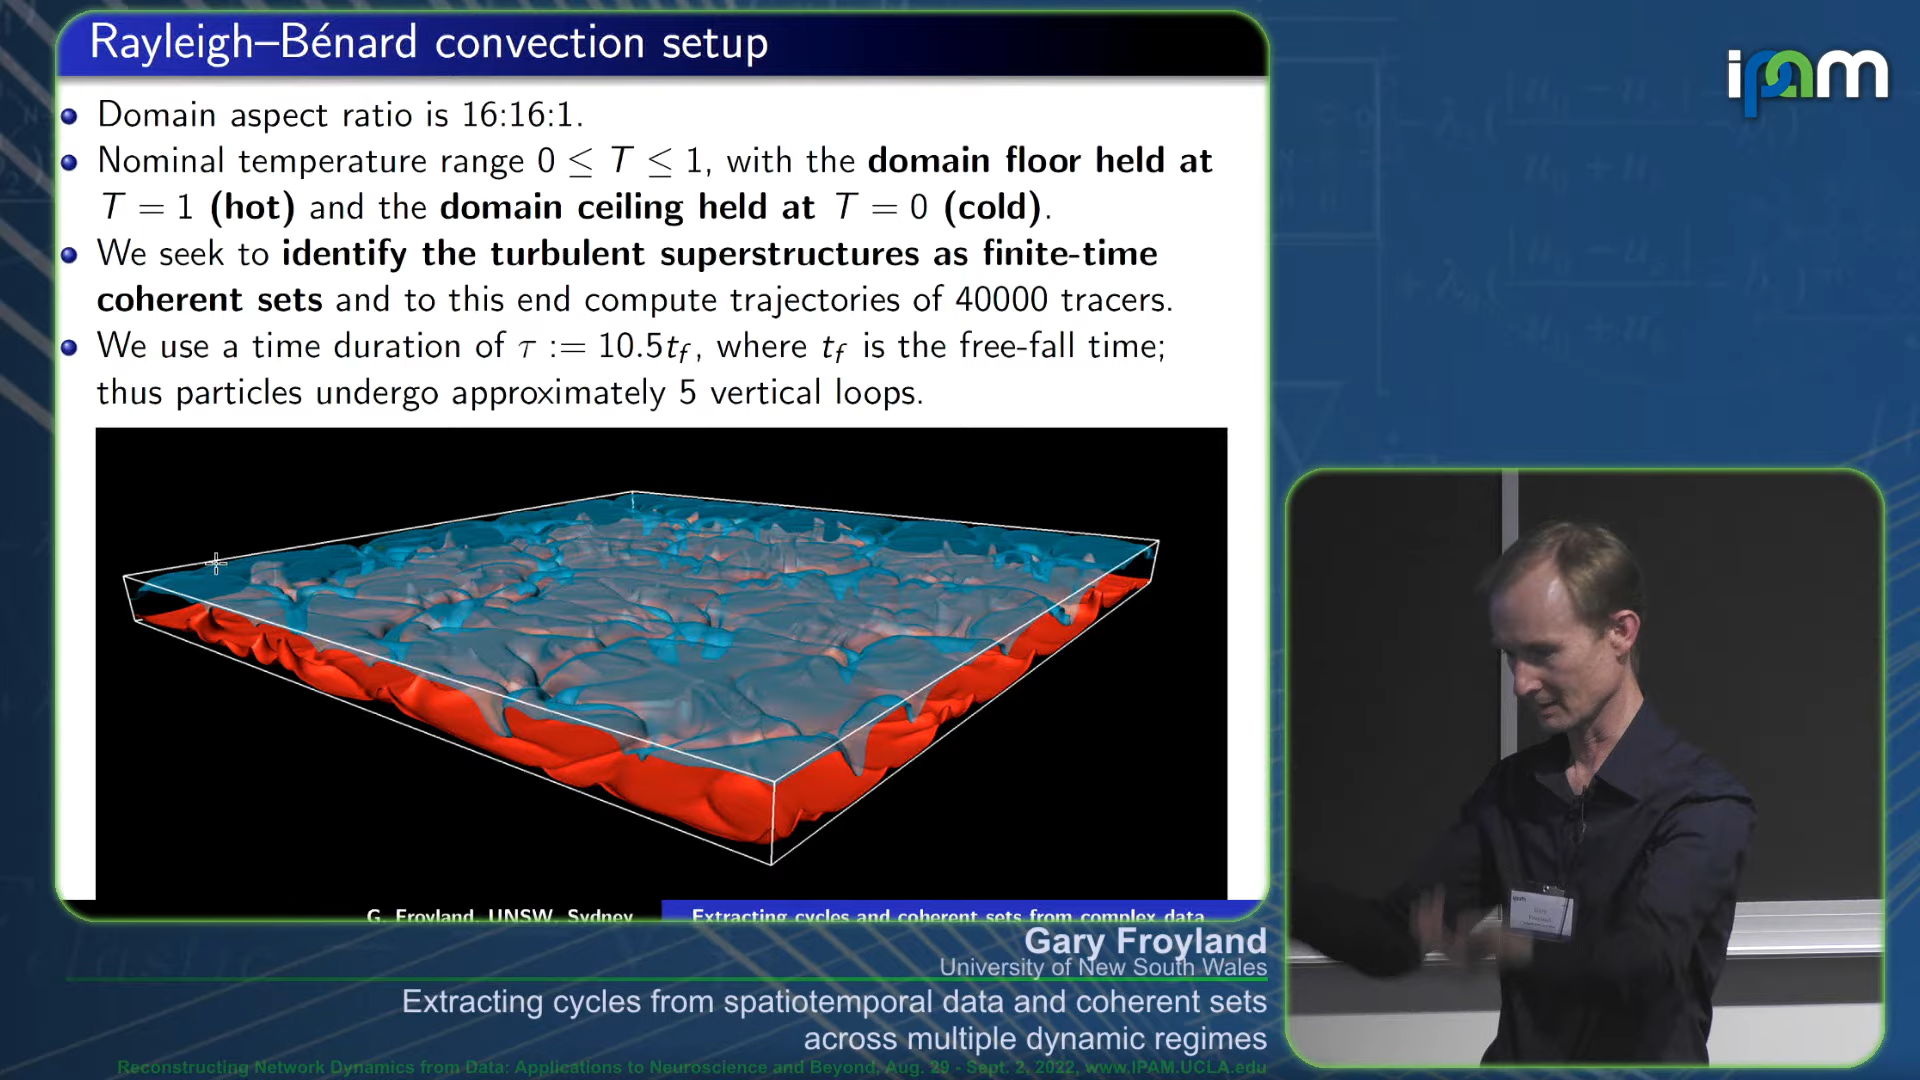 Rayleigh–Bénard convection setup
ipam
Domain aspect ratio is 16:16:1.
Nominal temperature range 0 ≤ T ≤ 1, with the domain floor held at
T = 1 (hot) and the domain ceiling held at T = 0 (cold).
We seek to identify the turbulent superstructures as finite-time
coherent sets and to this end compute trajectories of 40000 tracers.
We use a time duration of τ := 10.5t_f, where t_f is the free-fall time;
thus particles undergo approximately 5 vertical loops.
G. Froyland, UNSW, Sydney
Extracting cycles and coherent sets from complex data
Gary Froyland
University of New South Wales
Extracting cycles from spatiotemporal data and coherent sets
across multiple dynamic regimes
Reconstructing Network Dynamics from Data: Applications to Neuroscience and Beyond, Aug. 29 - Sept. 2, 2022, www.IPAM.UCLA.edu